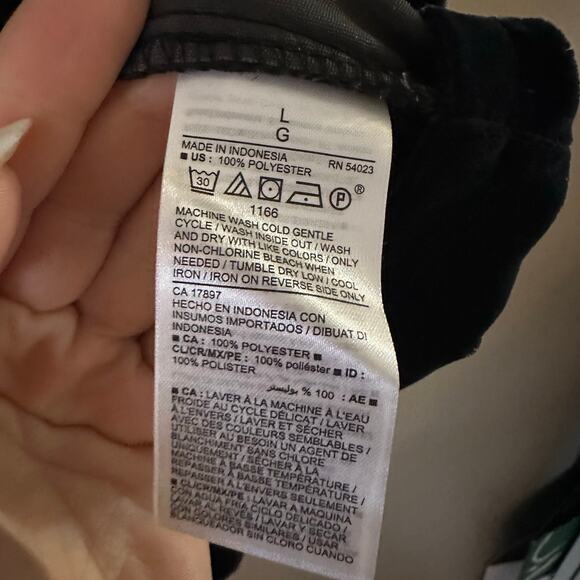 L
G
MADE IN INDONESIA
■ US : 100% POLYESTER RN 54023
30 P ®
1166
MACHINE WASH COLD GENTLE
CYCLE / WASH INSIDE OUT / WASH
AND DRY WITH LIKE COLORS / ONLY
NON-CHLORINE BLEACH WHEN
NEEDED / TUMBLE DRY LOW / COOL
IRON / IRON ON REVERSE SIDE ONLY
CA 17897
HECHO EN INDONESIA CON
INSUMOS IMPORTADOS / DIBUAT DI
INDONESIA
■ CA : 100% POLYESTER ■
CL/CR/MX/PE : 100% poliéster ■ ID :
100% POLISTER
■ AE : 100 % بوليستر
■ CA : LAVER À LA MACHINE À L'EAU
FROIDE AU CYCLE DÉLICAT / LAVER
À L'ENVERS / LAVER ET SÉCHER
AVEC DES COULEURS SEMBLABLES /
UTILISER AU BESOIN UN AGENT DE
BLANCHIMENT SANS CHLORE
MACHINE À BASSE TEMPÉRATURE /
REPASSER À BASSE TEMPÉRATURE /
REPASSER À L'ENVERS SEULEMENT
■ CL/CR/MX/PE : LAVAR A MAQUINA
CON AGUA FRIA CICLO DELICADO /
LAVAR AL REVES / LAVAR Y SECAR
CON COLORES SIMILARES / USAR
BLANQUEADOR SIN CLORO CUANDO